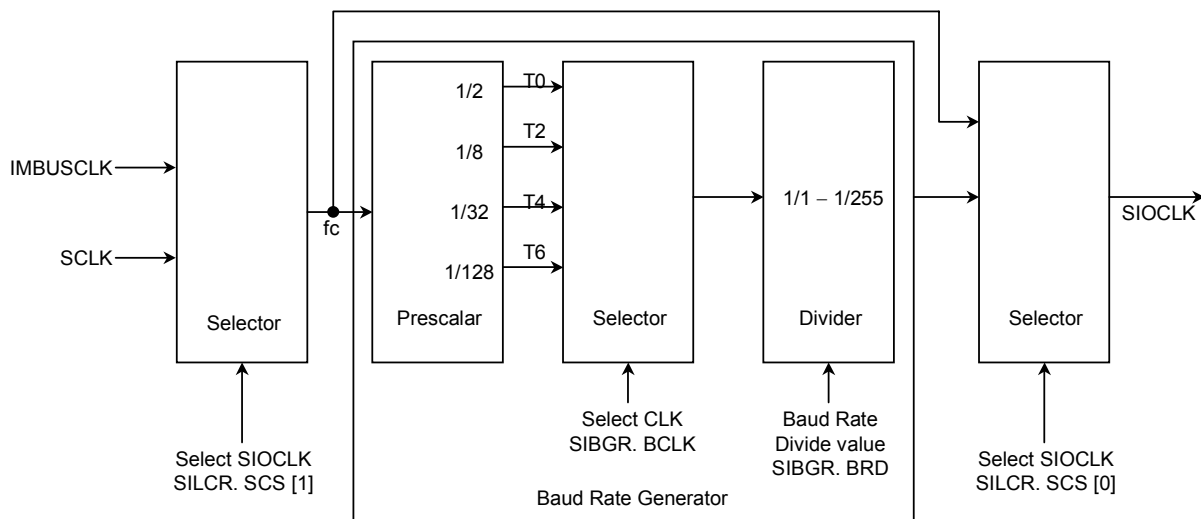 T0
1/2
T2
IMBUSCLK
1/8
T4
1/1 – 1/255
1/32
fc
SIOCLK
T6
SCLK
1/128
Selector
Prescalar
Selector
Divider
Selector
Select CLK
SIBGR. BCLK
Baud Rate
Divide value
SIBGR. BRD
Select SIOCLK
SILCR. SCS [1]
Select SIOCLK
SILCR. SCS [0]
Baud Rate Generator